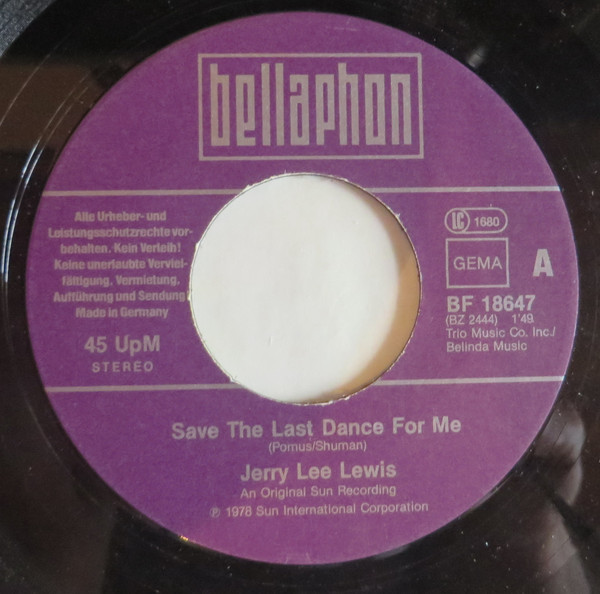 bellaphon
Alle Urheber- und
Leistungsschutzrechte vor-
behalten. Kein Verleih!
Keine unerlaubte Verviel-
fältigung, Vermietung,
Aufführung und Sendung!
Made in Germany
45 UpM
STEREO
LC 1680
GEMA
A
BF 18647
(BZ 2444) 1'49
Trio Music Co. Inc./
Belinda Music
Save The Last Dance For Me
(Pomus/Shuman)
Jerry Lee Lewis
An Original Sun Recording
℗ 1978 Sun International Corporation